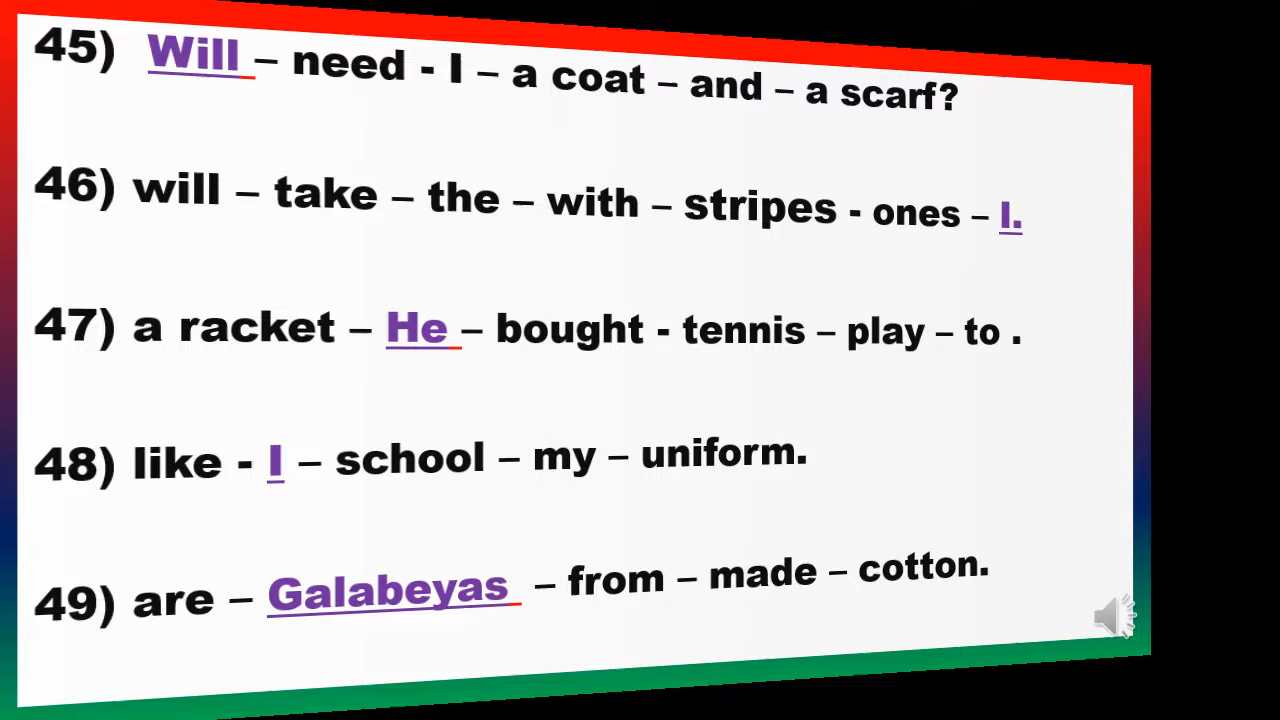 45) Will – need - I – a coat – and – a scarf?
46) will – take – the – with – stripes - ones – I.
47) a racket – He – bought - tennis – play – to .
48) like - I – school – my – uniform.
49) are – Galabeyas – from – made – cotton.